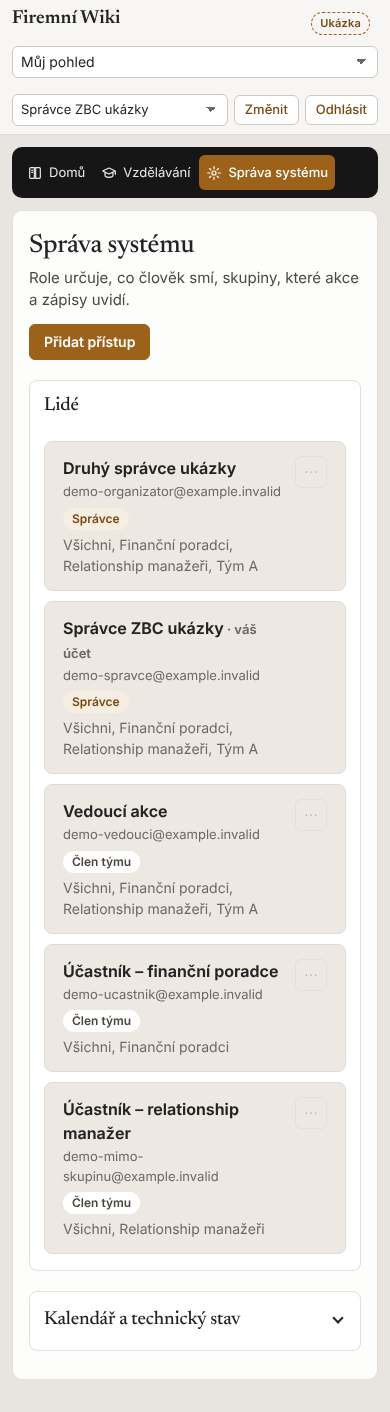 Firemní Wiki
Ukázka
Můj pohled
Správce ZBC ukázky
Změnit
Odhlásit
Domů
Vzdělávání
Správa systému
Správa systému
Role určuje, co člověk smí, skupiny, které akce
a zápisy uvidí.
Přidat přístup
Lidé
Druhý správce ukázky
···
demo-organizator@example.invalid
Správce
Všichni, Finanční poradci,
Relationship manažeři, Tým A
Správce ZBC ukázky · váš
účet
demo-spravce@example.invalid
Správce
Všichni, Finanční poradci,
Relationship manažeři, Tým A
Vedoucí akce
···
demo-vedouci@example.invalid
Člen týmu
Všichni, Finanční poradci,
Relationship manažeři, Tým A
Účastník – finanční poradce
···
demo-ucastnik@example.invalid
Člen týmu
Všichni, Finanční poradci
Účastník – relationship
manažer
···
demo-mimo-
skupinu@example.invalid
Člen týmu
Všichni, Relationship manažeři
Kalendář a technický stav